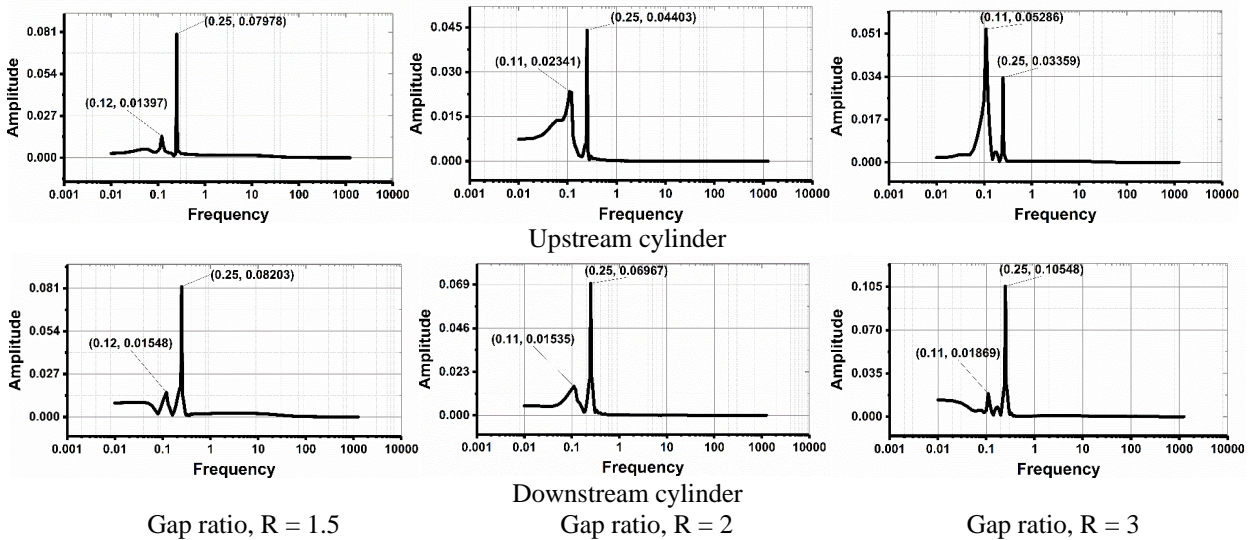 (0.25, 0.07978)
(0.12, 0.01397)
Amplitude
0.081
0.054
0.027
0.000
0.001 0.01 0.1 1 10 100 1000 10000
Frequency
(0.25, 0.04403)
(0.11, 0.02341)
Amplitude
0.045
0.030
0.015
0.000
0.001 0.01 0.1 1 10 100 1000 10000
Frequency
(0.11, 0.05286)
(0.25, 0.03359)
Amplitude
0.051
0.034
0.017
0.000
0.001 0.01 0.1 1 10 100 1000 10000
Frequency
Upstream cylinder
(0.25, 0.08203)
(0.12, 0.01548)
Amplitude
0.081
0.054
0.027
0.000
0.001 0.01 0.1 1 10 100 1000 10000
Frequency
(0.25, 0.06967)
(0.11, 0.01535)
Amplitude
0.069
0.046
0.023
0.000
0.001 0.01 0.1 1 10 100 1000 10000
Frequency
(0.25, 0.10548)
(0.11, 0.01869)
Amplitude
0.105
0.070
0.035
0.000
0.001 0.01 0.1 1 10 100 1000 10000
Frequency
Downstream cylinder
Gap ratio, R = 1.5 Gap ratio, R = 2 Gap ratio, R = 3